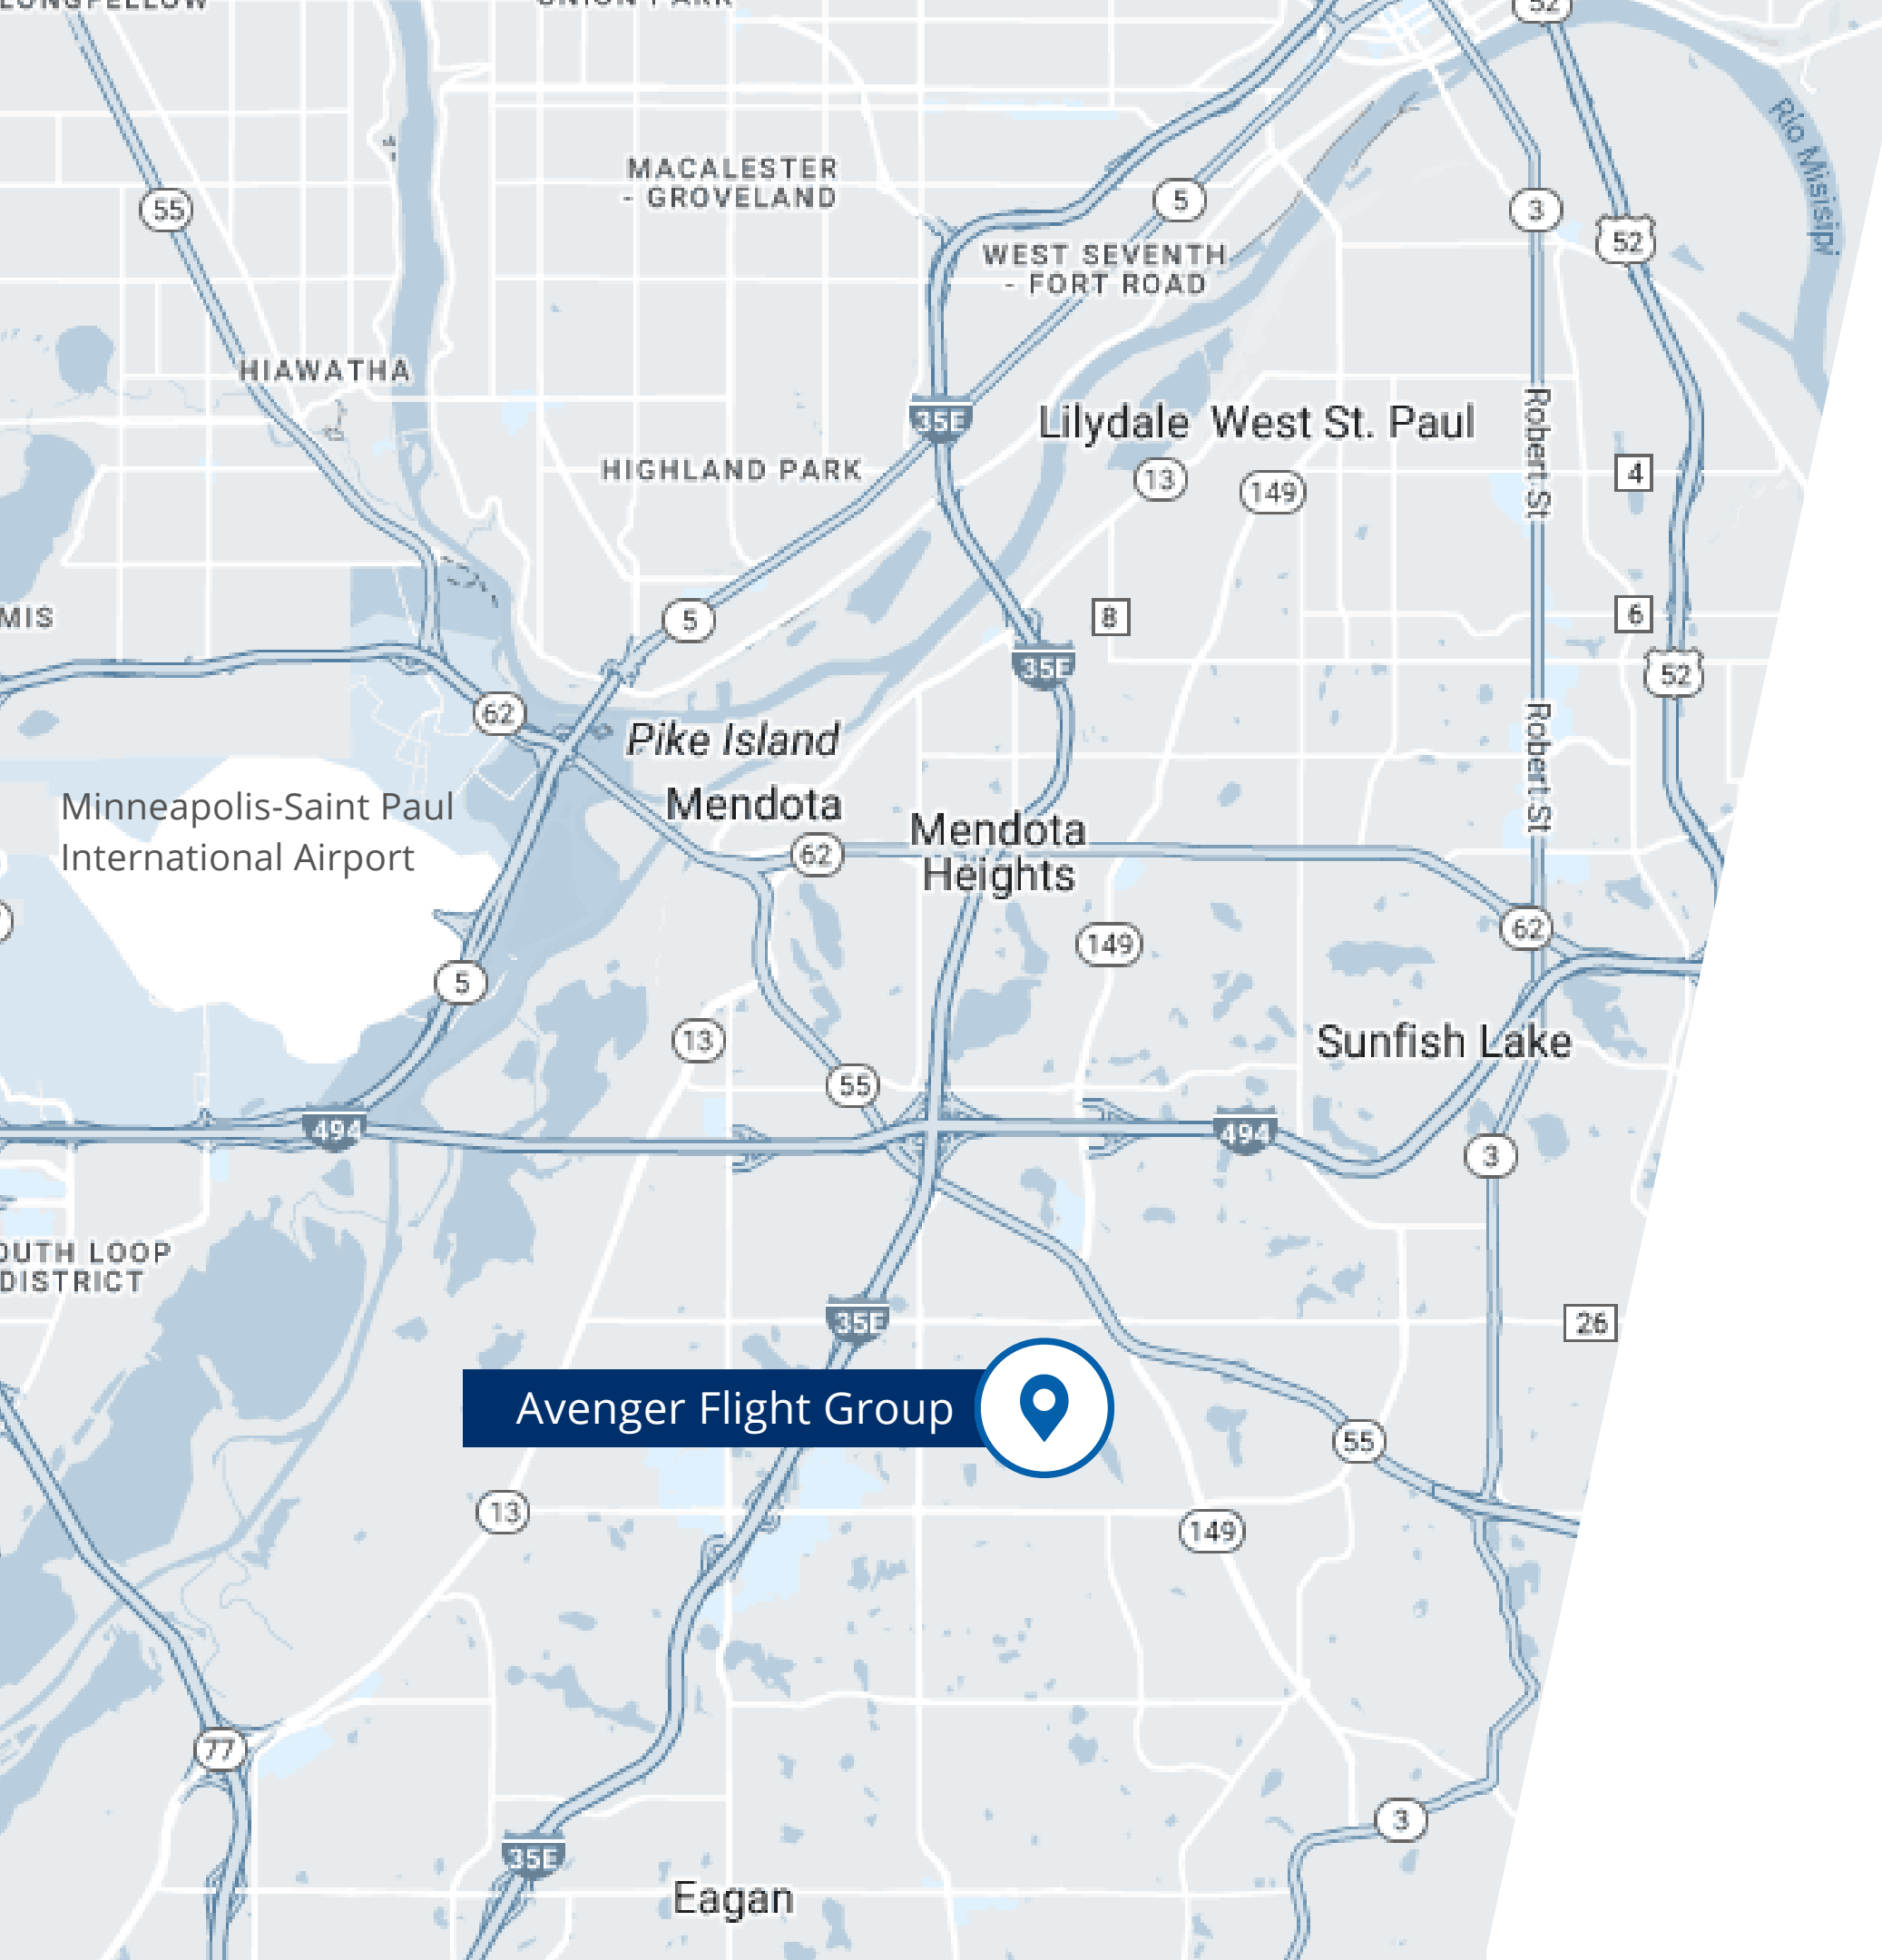 52
MACALESTER
- GROVELAND
Río Misisipi
55
5
3
52
WEST SEVENTH
- FORT ROAD
HIAWATHA
35E
Lilydale
West St. Paul
Robert St
HIGHLAND PARK
13
149
4
MIS
5
8
6
35E
52
62
Pike Island
Robert St
Minneapolis-Saint Paul
International Airport
Mendota
62
Mendota
Heights
62
149
5
13
Sunfish Lake
55
494
494
3
OUTH LOOP
DISTRICT
35E
26
Avenger Flight Group
55
13
149
77
3
35E
Eagan